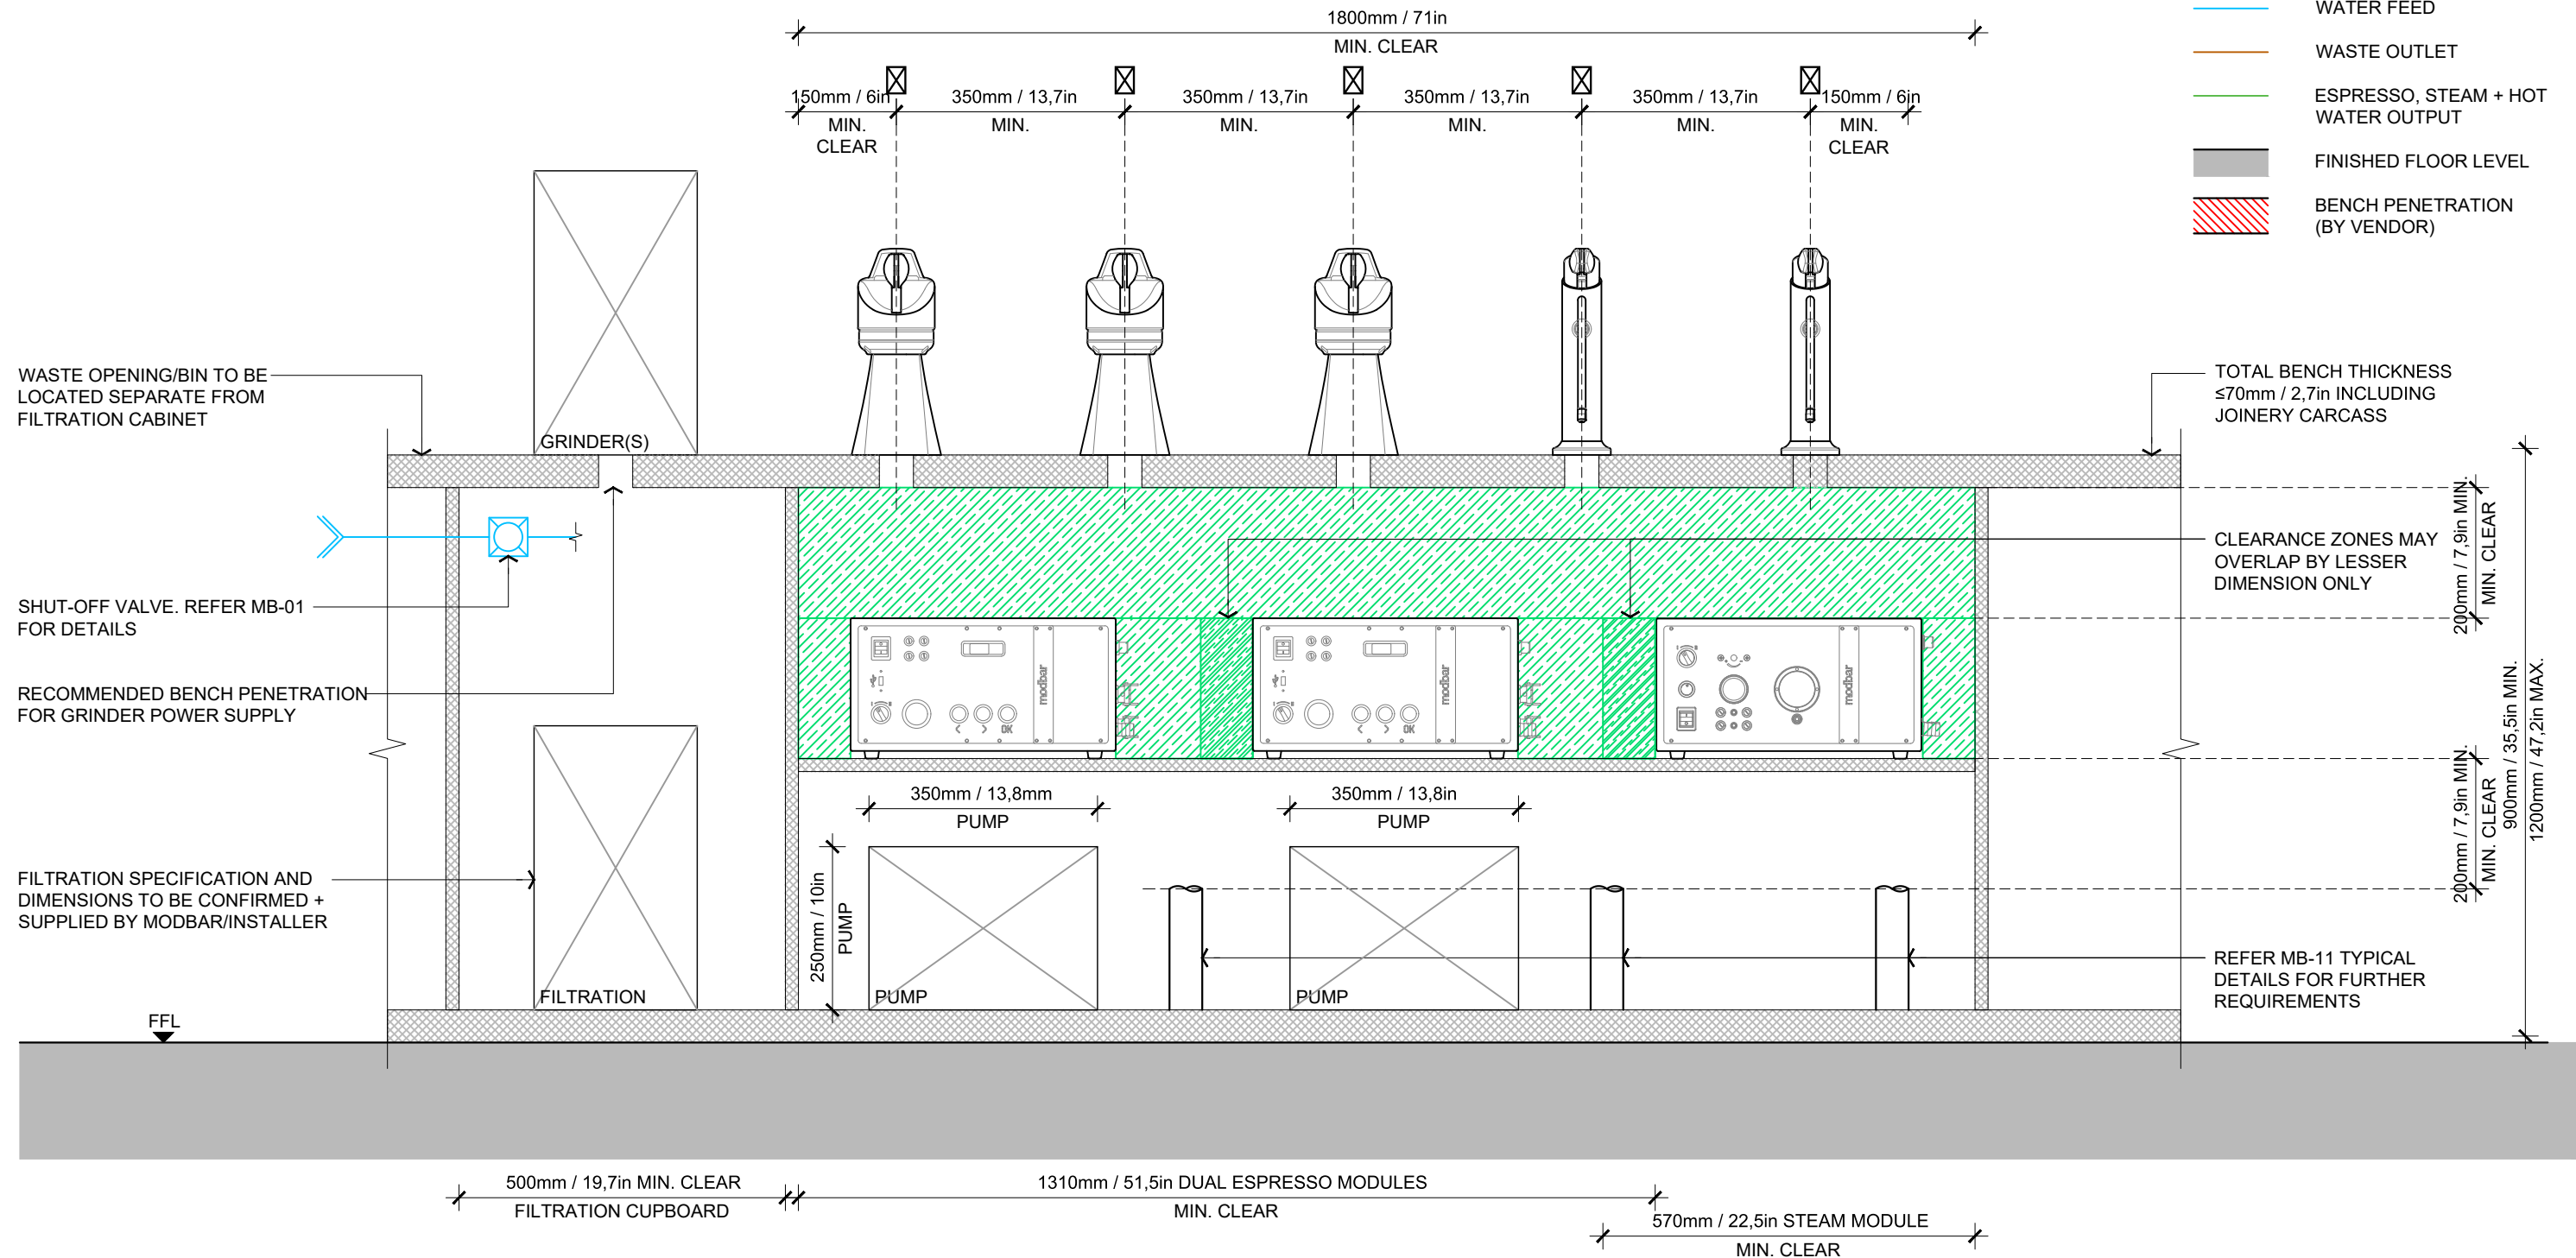 1800mm / 71in
MIN. CLEAR
150mm / 6in
MIN.
CLEAR
350mm / 13,7in
MIN.
350mm / 13,7in
MIN.
350mm / 13,7in
MIN.
350mm / 13,7in
MIN.
150mm / 6in
MIN.
CLEAR
WATER FEED
WASTE OUTLET
ESPRESSO, STEAM + HOT
WATER OUTPUT
FINISHED FLOOR LEVEL
BENCH PENETRATION
(BY VENDOR)
WASTE OPENING/BIN TO BE
LOCATED SEPARATE FROM
FILTRATION CABINET
GRINDER(S)
TOTAL BENCH THICKNESS
≤70mm / 2,7in INCLUDING
JOINERY CARCASS
SHUT-OFF VALVE. REFER MB-01
FOR DETAILS
RECOMMENDED BENCH PENETRATION
FOR GRINDER POWER SUPPLY
FILTRATION SPECIFICATION AND
DIMENSIONS TO BE CONFIRMED +
SUPPLIED BY MODBAR/INSTALLER
FILTRATION
FFL
modbar
< > OK
modbar
< > OK
modbar
CLEARANCE ZONES MAY
OVERLAP BY LESSER
DIMENSION ONLY
200mm / 7,9in MIN.
MIN. CLEAR
200mm / 7,9in MIN.
MIN. CLEAR
900mm / 35,5in MIN.
1200mm / 47,2in MAX.
350mm / 13,8mm
PUMP
350mm / 13,8in
PUMP
250mm / 10in
PUMP
PUMP
PUMP
REFER MB-11 TYPICAL
DETAILS FOR FURTHER
REQUIREMENTS
500mm / 19,7in MIN. CLEAR
FILTRATION CUPBOARD
1310mm / 51,5in DUAL ESPRESSO MODULES
MIN. CLEAR
570mm / 22,5in STEAM MODULE
MIN. CLEAR